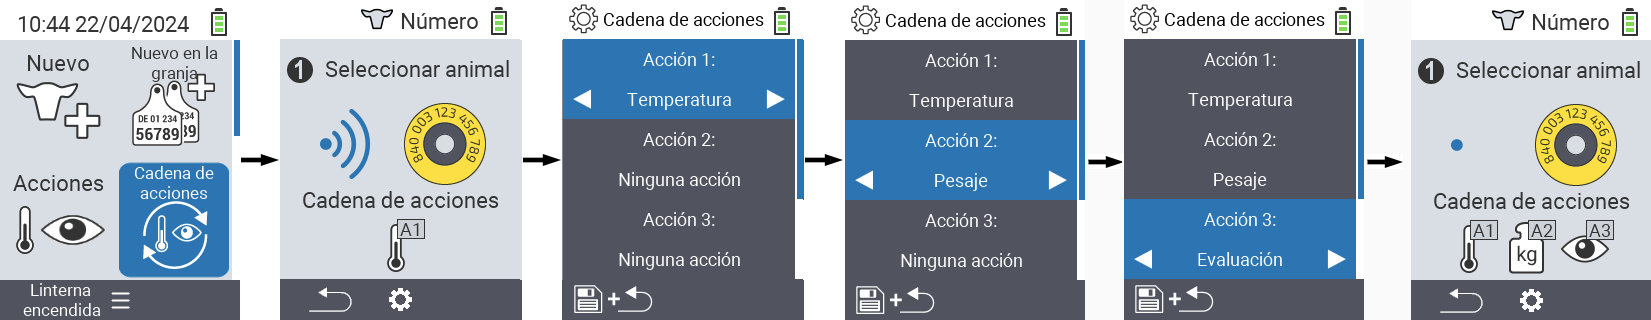 10:44 22/04/2024
Nuevo
Nuevo en la
granja
DE 01 234
56789
234
39
Acciones
Cadena de
acciones
Linterna
encendida
Número
1 Seleccionar animal
840 003 123 456 789
Cadena de acciones
A1
Cadena de acciones
Acción 1:
Temperatura
Acción 2:
Ninguna acción
Acción 3:
Ninguna acción
+
Cadena de acciones
Acción 1:
Temperatura
Acción 2:
Pesaje
Acción 3:
Ninguna acción
+
Cadena de acciones
Acción 1:
Temperatura
Acción 2:
Pesaje
Acción 3:
Evaluación
+
Número
1 Seleccionar animal
840 003 123 456 789
Cadena de acciones
A1 A2 A3
kg